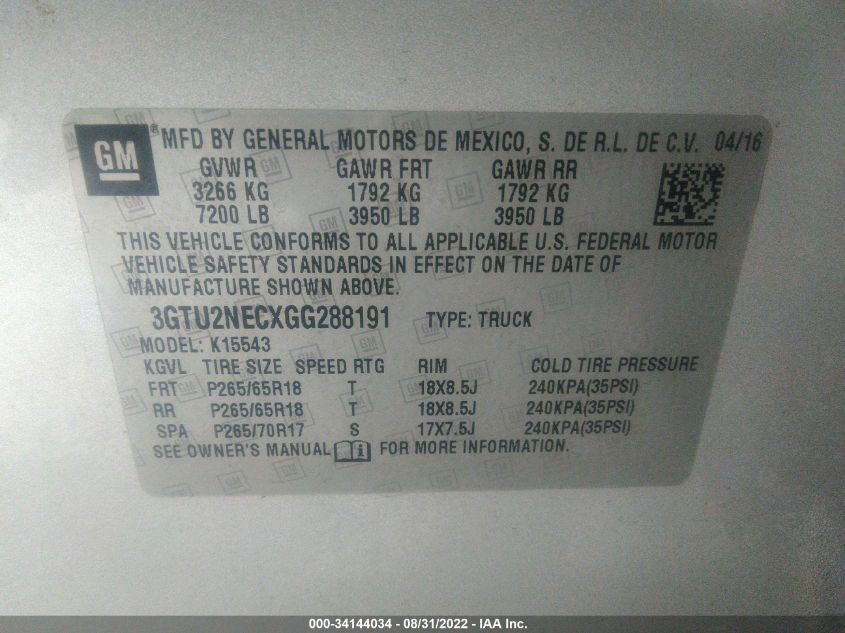 GM ® MFD BY GENERAL MOTORS DE MEXICO, S. DE R.L. DE C.V. 04/16
GVWR GAWR FRT GAWR RR
3266 KG 1792 KG 1792 KG
7200 LB 3950 LB 3950 LB
THIS VEHICLE CONFORMS TO ALL APPLICABLE U.S. FEDERAL MOTOR
VEHICLE SAFETY STANDARDS IN EFFECT ON THE DATE OF
MANUFACTURE SHOWN ABOVE.
3GTU2NECXGG288191 TYPE: TRUCK
MODEL: K15543
KGVL TIRE SIZE SPEED RTG RIM COLD TIRE PRESSURE
FRT P265/65R18 T 18X8.5J 240KPA(35PSI)
RR P265/65R18 T 18X8.5J 240KPA(35PSI)
SPA P265/70R17 S 17X7.5J 240KPA(35PSI)
SEE OWNER'S MANUAL i FOR MORE INFORMATION.
000-34144034 - 08/31/2022 - IAA Inc.